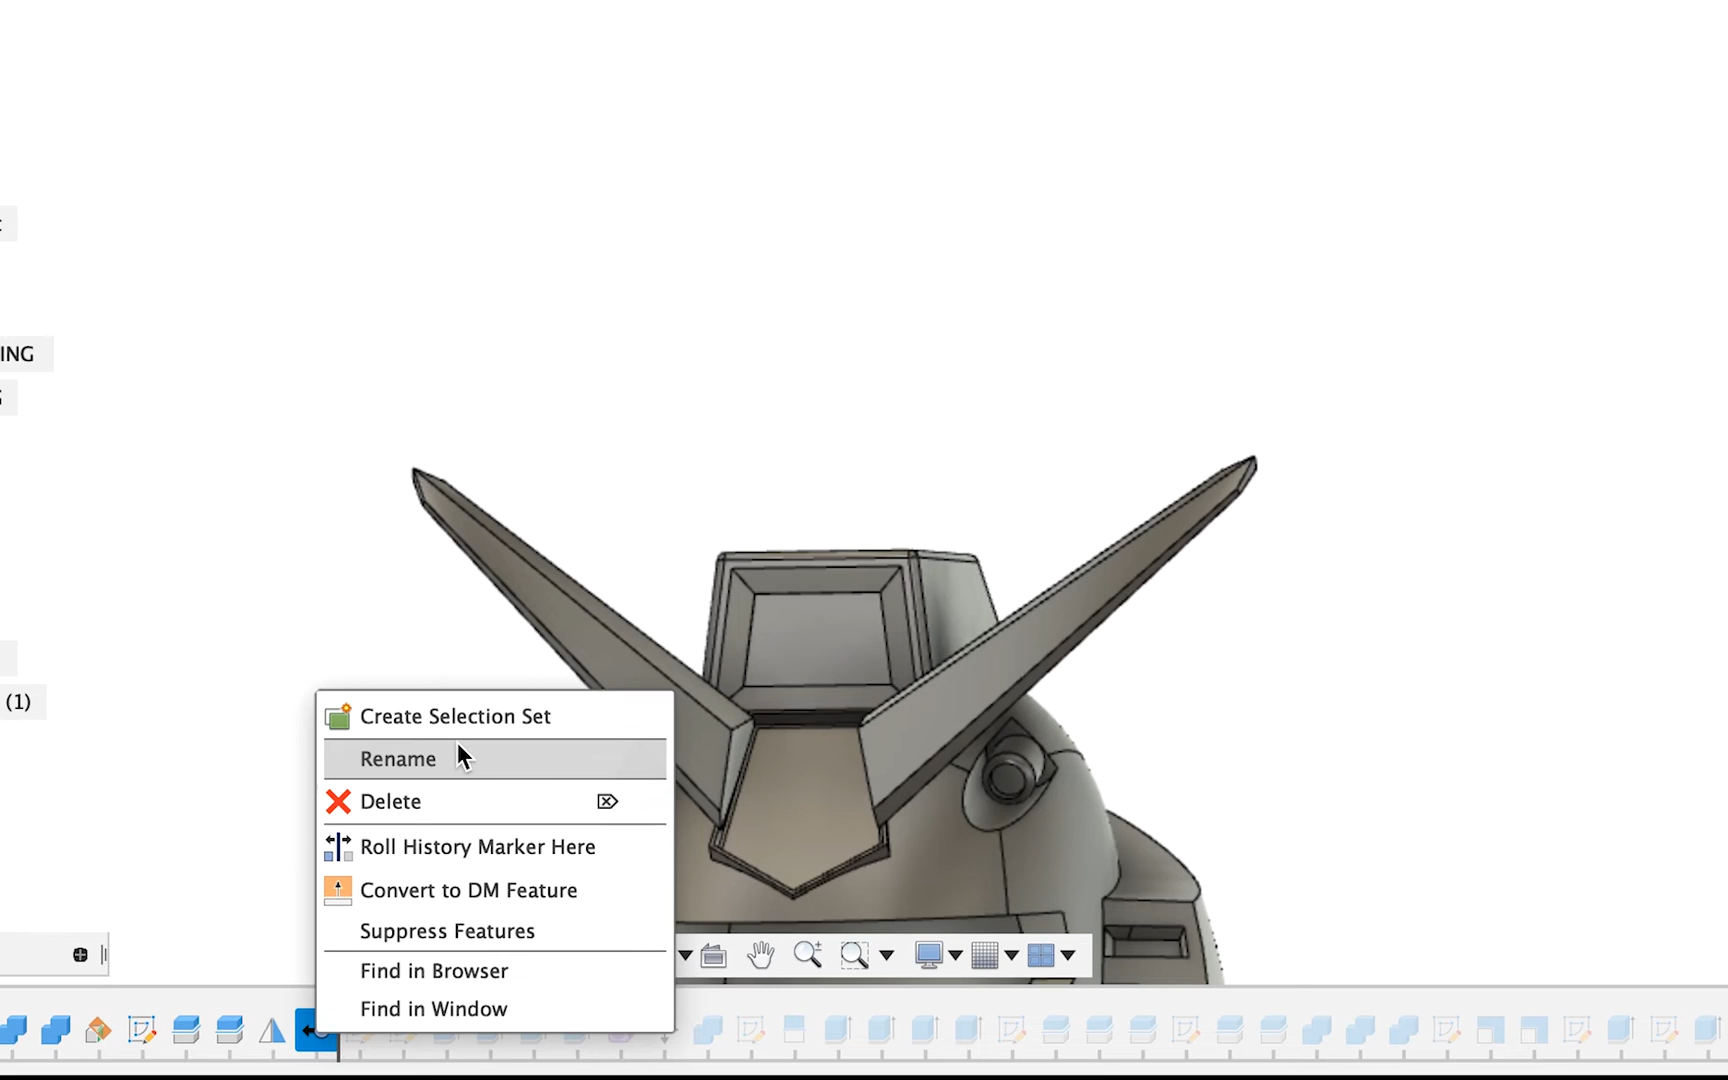 ING
(1)
Create Selection Set
Rename
Delete
Roll History Marker Here
Convert to DM Feature
Suppress Features
Find in Browser
Find in Window